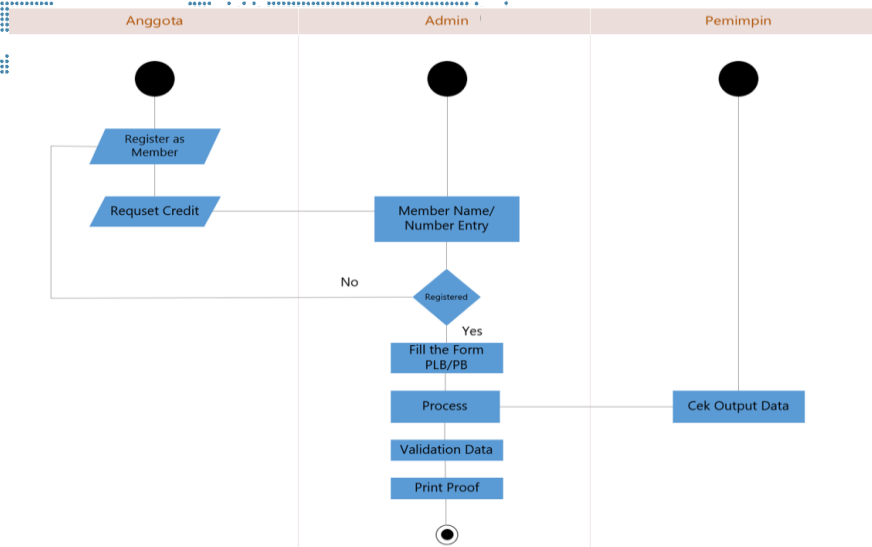 Anggota
Admin
Pemimpin
Register as
Member
Requset Credit
Member Name/
Number Entry
No
Registered
Yes
Fill the Form
PLB/PB
Process
Cek Output Data
Validation Data
Print Proof